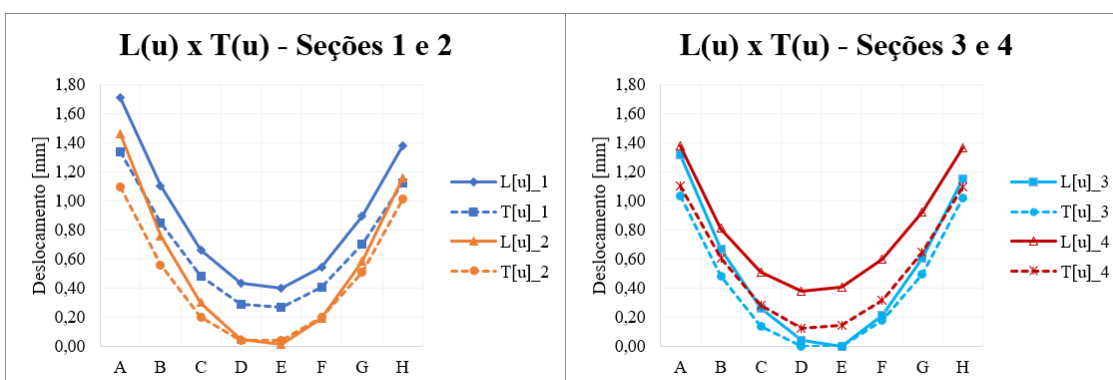 L(u) x T(u) - Seções 1 e 2
Deslocamento [mm]
1,80
1,60
1,40
1,20
1,00
0,80
0,60
0,40
0,20
0,00
A B C D E F G H
L[u]_1
T[u]_1
L[u]_2
T[u]_2
L(u) x T(u) - Seções 3 e 4
Deslocamento [mm]
1,80
1,60
1,40
1,20
1,00
0,80
0,60
0,40
0,20
0,00
A B C D E F G H
L[u]_3
T[u]_3
L[u]_4
T[u]_4